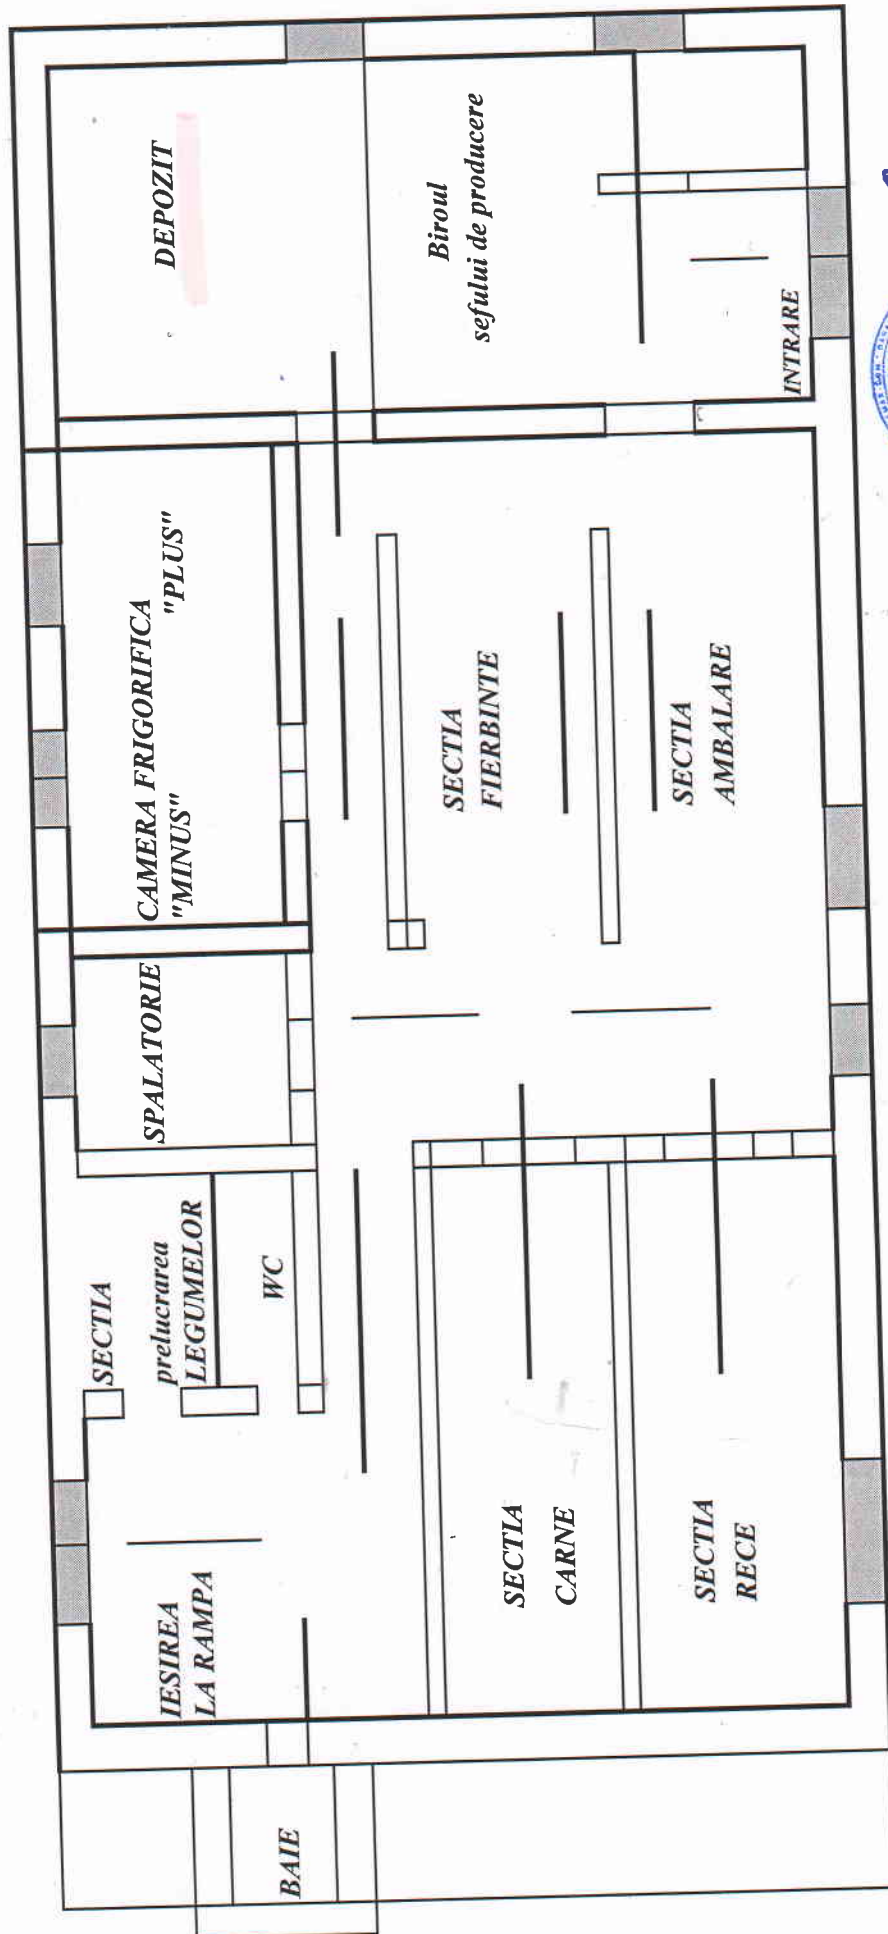 IESIREA
LA RAMPA
SECTIA
prelucrarea
LEGUMELOR
WC
SPALATORIE
CAMERA FRIGORIFICA
"MINUS" "PLUS"
DEPOZIT
BAIE
SECTIA
CARNE
SECTIA
RECE
SECTIA
FIERBINTE
SECTIA
AMBALARE
Biroul
sefului de producere
INTRARE